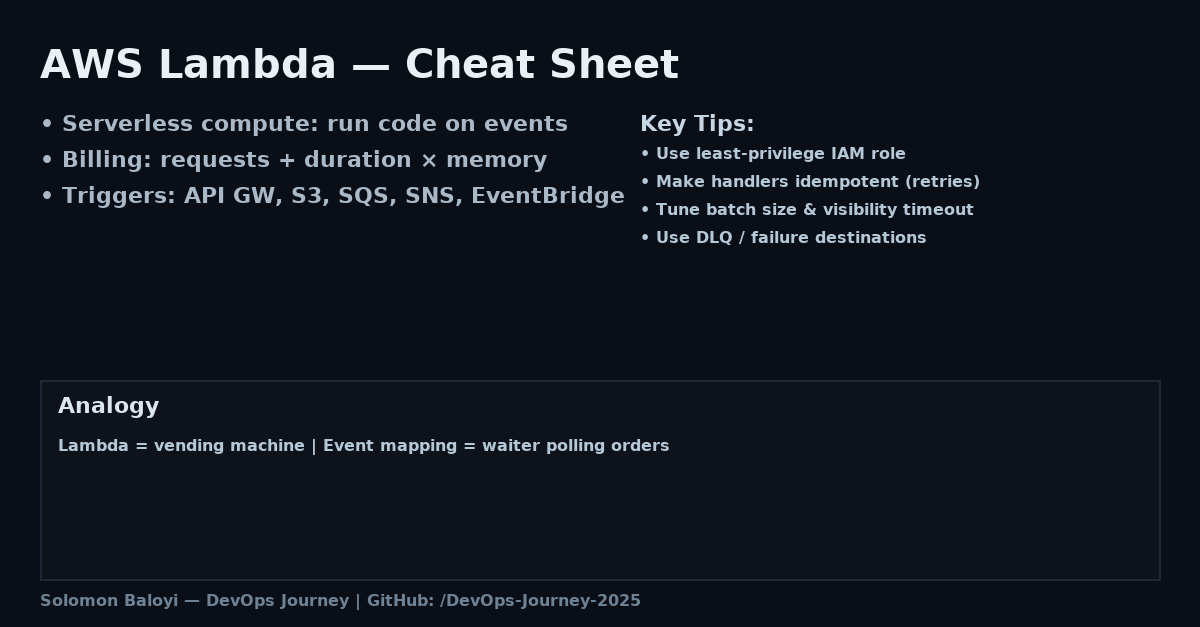 AWS Lambda — Cheat Sheet
• Serverless compute: run code on events
• Billing: requests + duration × memory
• Triggers: API GW, S3, SQS, SNS, EventBridge
Key Tips:
• Use least-privilege IAM role
• Make handlers idempotent (retries)
• Tune batch size & visibility timeout
• Use DLQ / failure destinations
Analogy
Lambda = vending machine | Event mapping = waiter polling orders
Solomon Baloyi — DevOps Journey | GitHub: /DevOps-Journey-2025